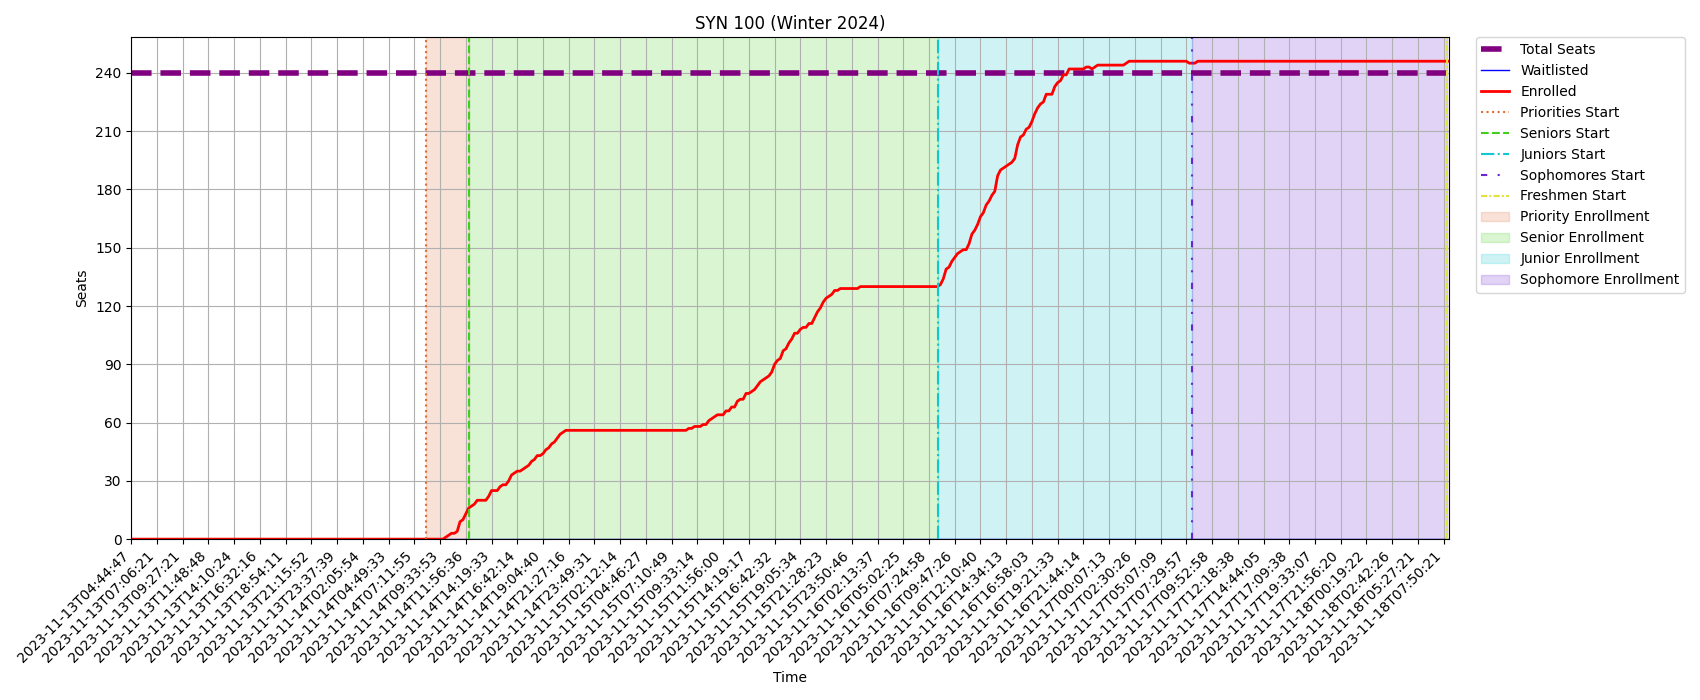 SYN 100 (Winter 2024)
Seats
240
210
180
150
120
90
60
30
0
2023-11-13T04:44:47
2023-11-13T07:06:21
2023-11-13T09:27:21
2023-11-13T11:48:48
2023-11-13T14:10:24
2023-11-13T16:32:16
2023-11-13T18:54:11
2023-11-13T21:15:52
2023-11-13T23:37:39
2023-11-14T02:05:54
2023-11-14T04:49:33
2023-11-14T07:11:55
2023-11-14T09:33:53
2023-11-14T11:56:36
2023-11-14T14:19:33
2023-11-14T16:42:14
2023-11-14T19:04:40
2023-11-14T21:27:16
2023-11-14T23:49:31
2023-11-15T02:12:14
2023-11-15T04:46:27
2023-11-15T07:10:49
2023-11-15T09:33:14
2023-11-15T11:56:00
2023-11-15T14:19:17
2023-11-15T16:42:32
2023-11-15T19:05:34
2023-11-15T21:28:23
2023-11-15T23:50:46
2023-11-16T02:13:37
2023-11-16T05:02:25
2023-11-16T07:24:58
2023-11-16T09:47:26
2023-11-16T12:10:40
2023-11-16T14:34:13
2023-11-16T16:58:03
2023-11-16T19:21:33
2023-11-16T21:44:14
2023-11-17T00:07:13
2023-11-17T02:30:26
2023-11-17T05:07:09
2023-11-17T07:29:57
2023-11-17T09:52:58
2023-11-17T12:18:38
2023-11-17T14:44:05
2023-11-17T17:09:38
2023-11-17T19:33:07
2023-11-17T21:56:20
2023-11-18T00:19:22
2023-11-18T02:42:26
2023-11-18T05:27:21
2023-11-18T07:50:21
Time
Total Seats
Waitlisted
Enrolled
Priorities Start
Seniors Start
Juniors Start
Sophomores Start
Freshmen Start
Priority Enrollment
Senior Enrollment
Junior Enrollment
Sophomore Enrollment